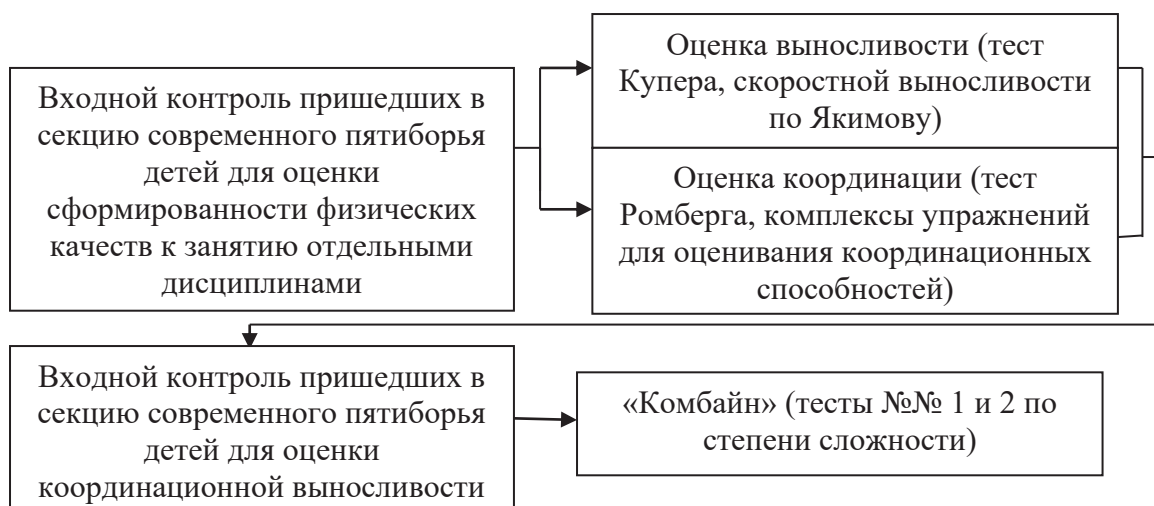 Входной контроль пришедших в
секцию современного пятиборья
детей для оценки
сформированности физических
качеств к занятию отдельными
дисциплинами
Оценка выносливости (тест
Купера, скоростной выносливости
по Якимову)
Оценка координации (тест
Ромберга, комплексы упражнений
для оценивания координационных
способностей)
Входной контроль пришедших в
секцию современного пятиборья
детей для оценки
координационной выносливости
«Комбайн» (тесты №№ 1 и 2 по
степени сложности)